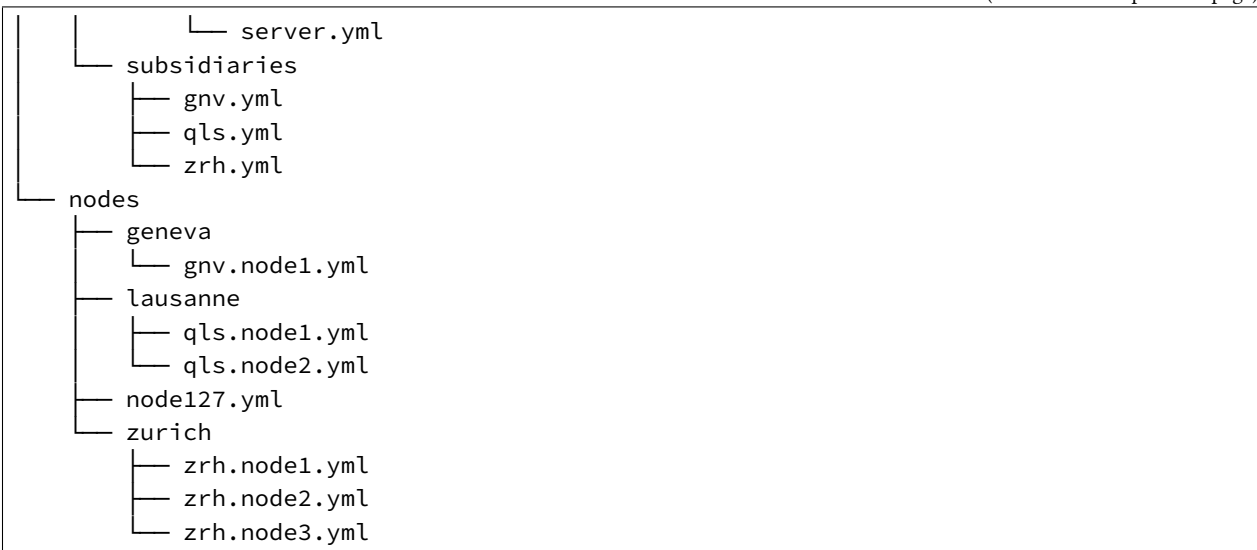 │   │       └── server.yml
│   └── subsidiaries
│       ├── gnv.yml
│       ├── qls.yml
│       └── zrh.yml
└── nodes
    ├── geneva
    │   └── gnv.node1.yml
    ├── lausanne
    │   ├── qls.node1.yml
    │   └── qls.node2.yml
    ├── node127.yml
    └── zurich
        ├── zrh.node1.yml
        ├── zrh.node2.yml
        └── zrh.node3.yml